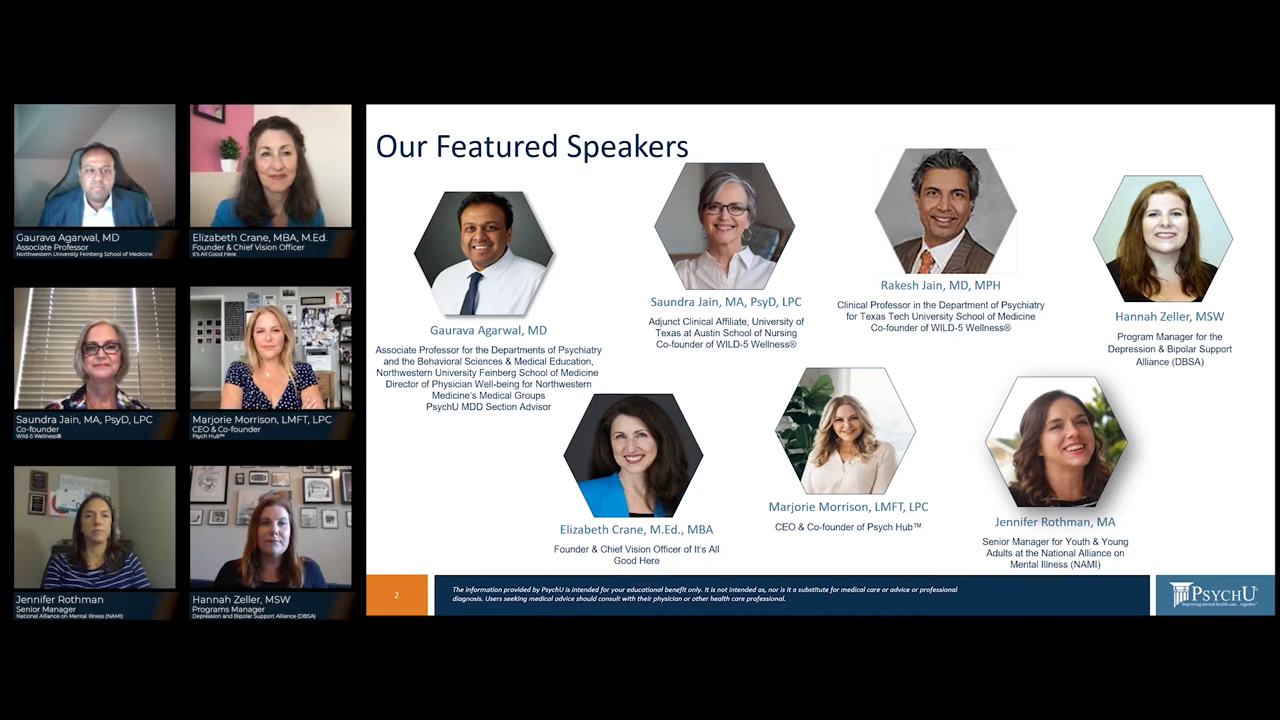 Gaurava Agarwal, MD
Associate Professor
Northwestern University Feinberg School of Medicine
Elizabeth Crane, MBA, M.Ed.
Founder & Chief Vision Officer
It's All Good Here
Saundra Jain, MA, PsyD, LPC
Co-founder
Wild-5 Wellness®
Marjorie Morrison, LMFT, LPC
CEO & Co-founder
Psych Hub™
Jennifer Rothman
Senior Manager
National Alliance on Mental Illness (NAMI)
Hannah Zeller, MSW
Programs Manager
Depression and Bipolar Support Alliance (DBSA)
Our Featured Speakers
Gaurava Agarwal, MD
Associate Professor for the Departments of Psychiatry
and the Behavioral Sciences & Medical Education,
Northwestern University Feinberg School of Medicine
Director of Physician Well-being for Northwestern
Medicine's Medical Groups
PsychU MDD Section Advisor
Saundra Jain, MA, PsyD, LPC
Adjunct Clinical Affiliate, University of
Texas at Austin School of Nursing
Co-founder of WILD-5 Wellness®
Rakesh Jain, MD, MPH
Clinical Professor in the Department of Psychiatry
for Texas Tech University School of Medicine
Co-founder of WILD-5 Wellness®
Hannah Zeller, MSW
Program Manager for the
Depression & Bipolar Support
Alliance (DBSA)
Elizabeth Crane, M.Ed., MBA
Founder & Chief Vision Officer of It's All
Good Here
Marjorie Morrison, LMFT, LPC
CEO & Co-founder of Psych Hub™
Jennifer Rothman, MA
Senior Manager for Youth & Young
Adults at the National Alliance on
Mental Illness (NAMI)
2
The information provided by PsychU is intended for your educational benefit only. It is not intended as, nor is it a substitute for medical care or advice or professional
diagnosis. Users seeking medical advice should consult with their physician or other health care professional.
PSYCHU®
Improving mental health care... together®